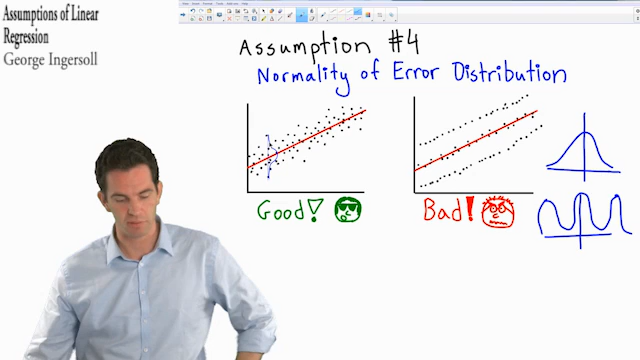 Assumptions of Linear
Regression
George Ingersoll
Assumption #4
Normality of Error Distribution
Good!
Bad!